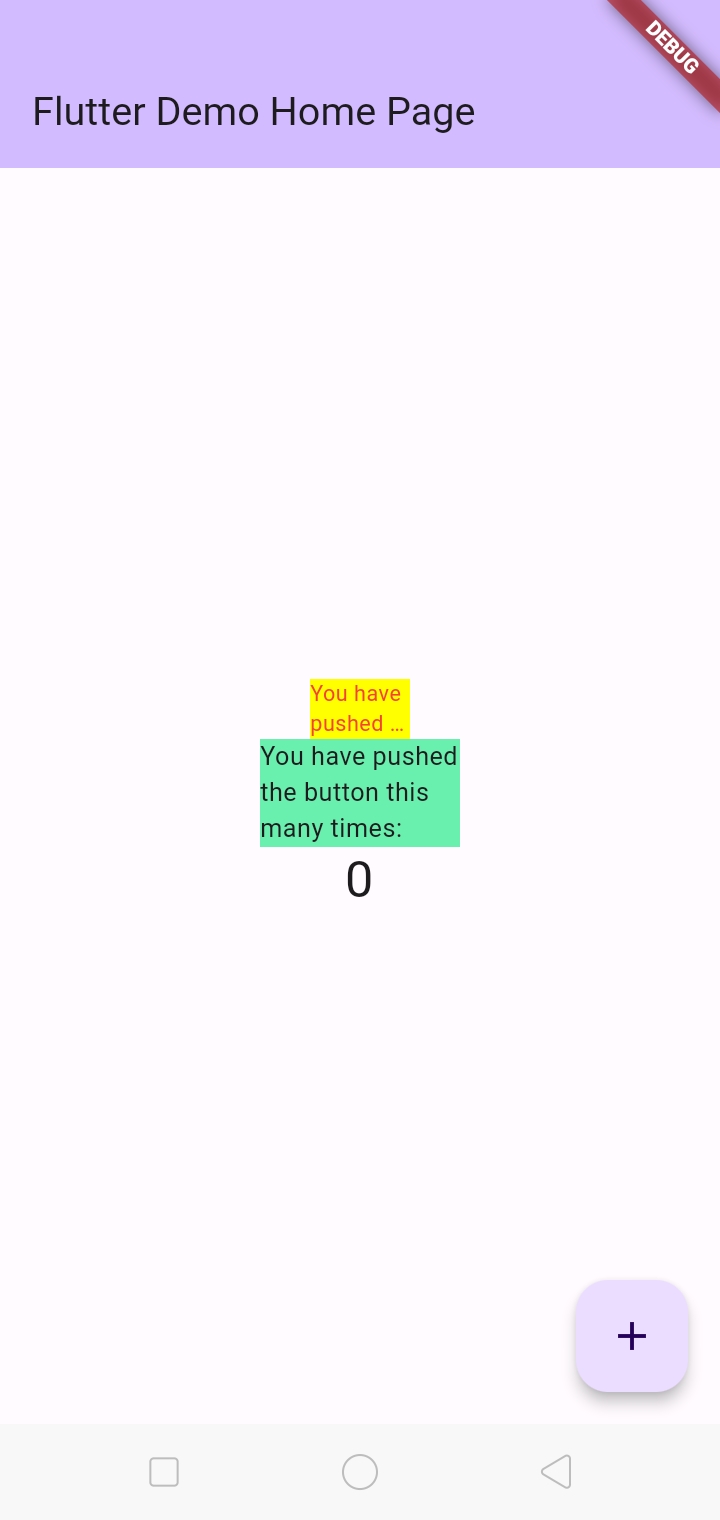 DEBUG
Flutter Demo Home Page
You have
pushed …
You have pushed
the button this
many times:
0